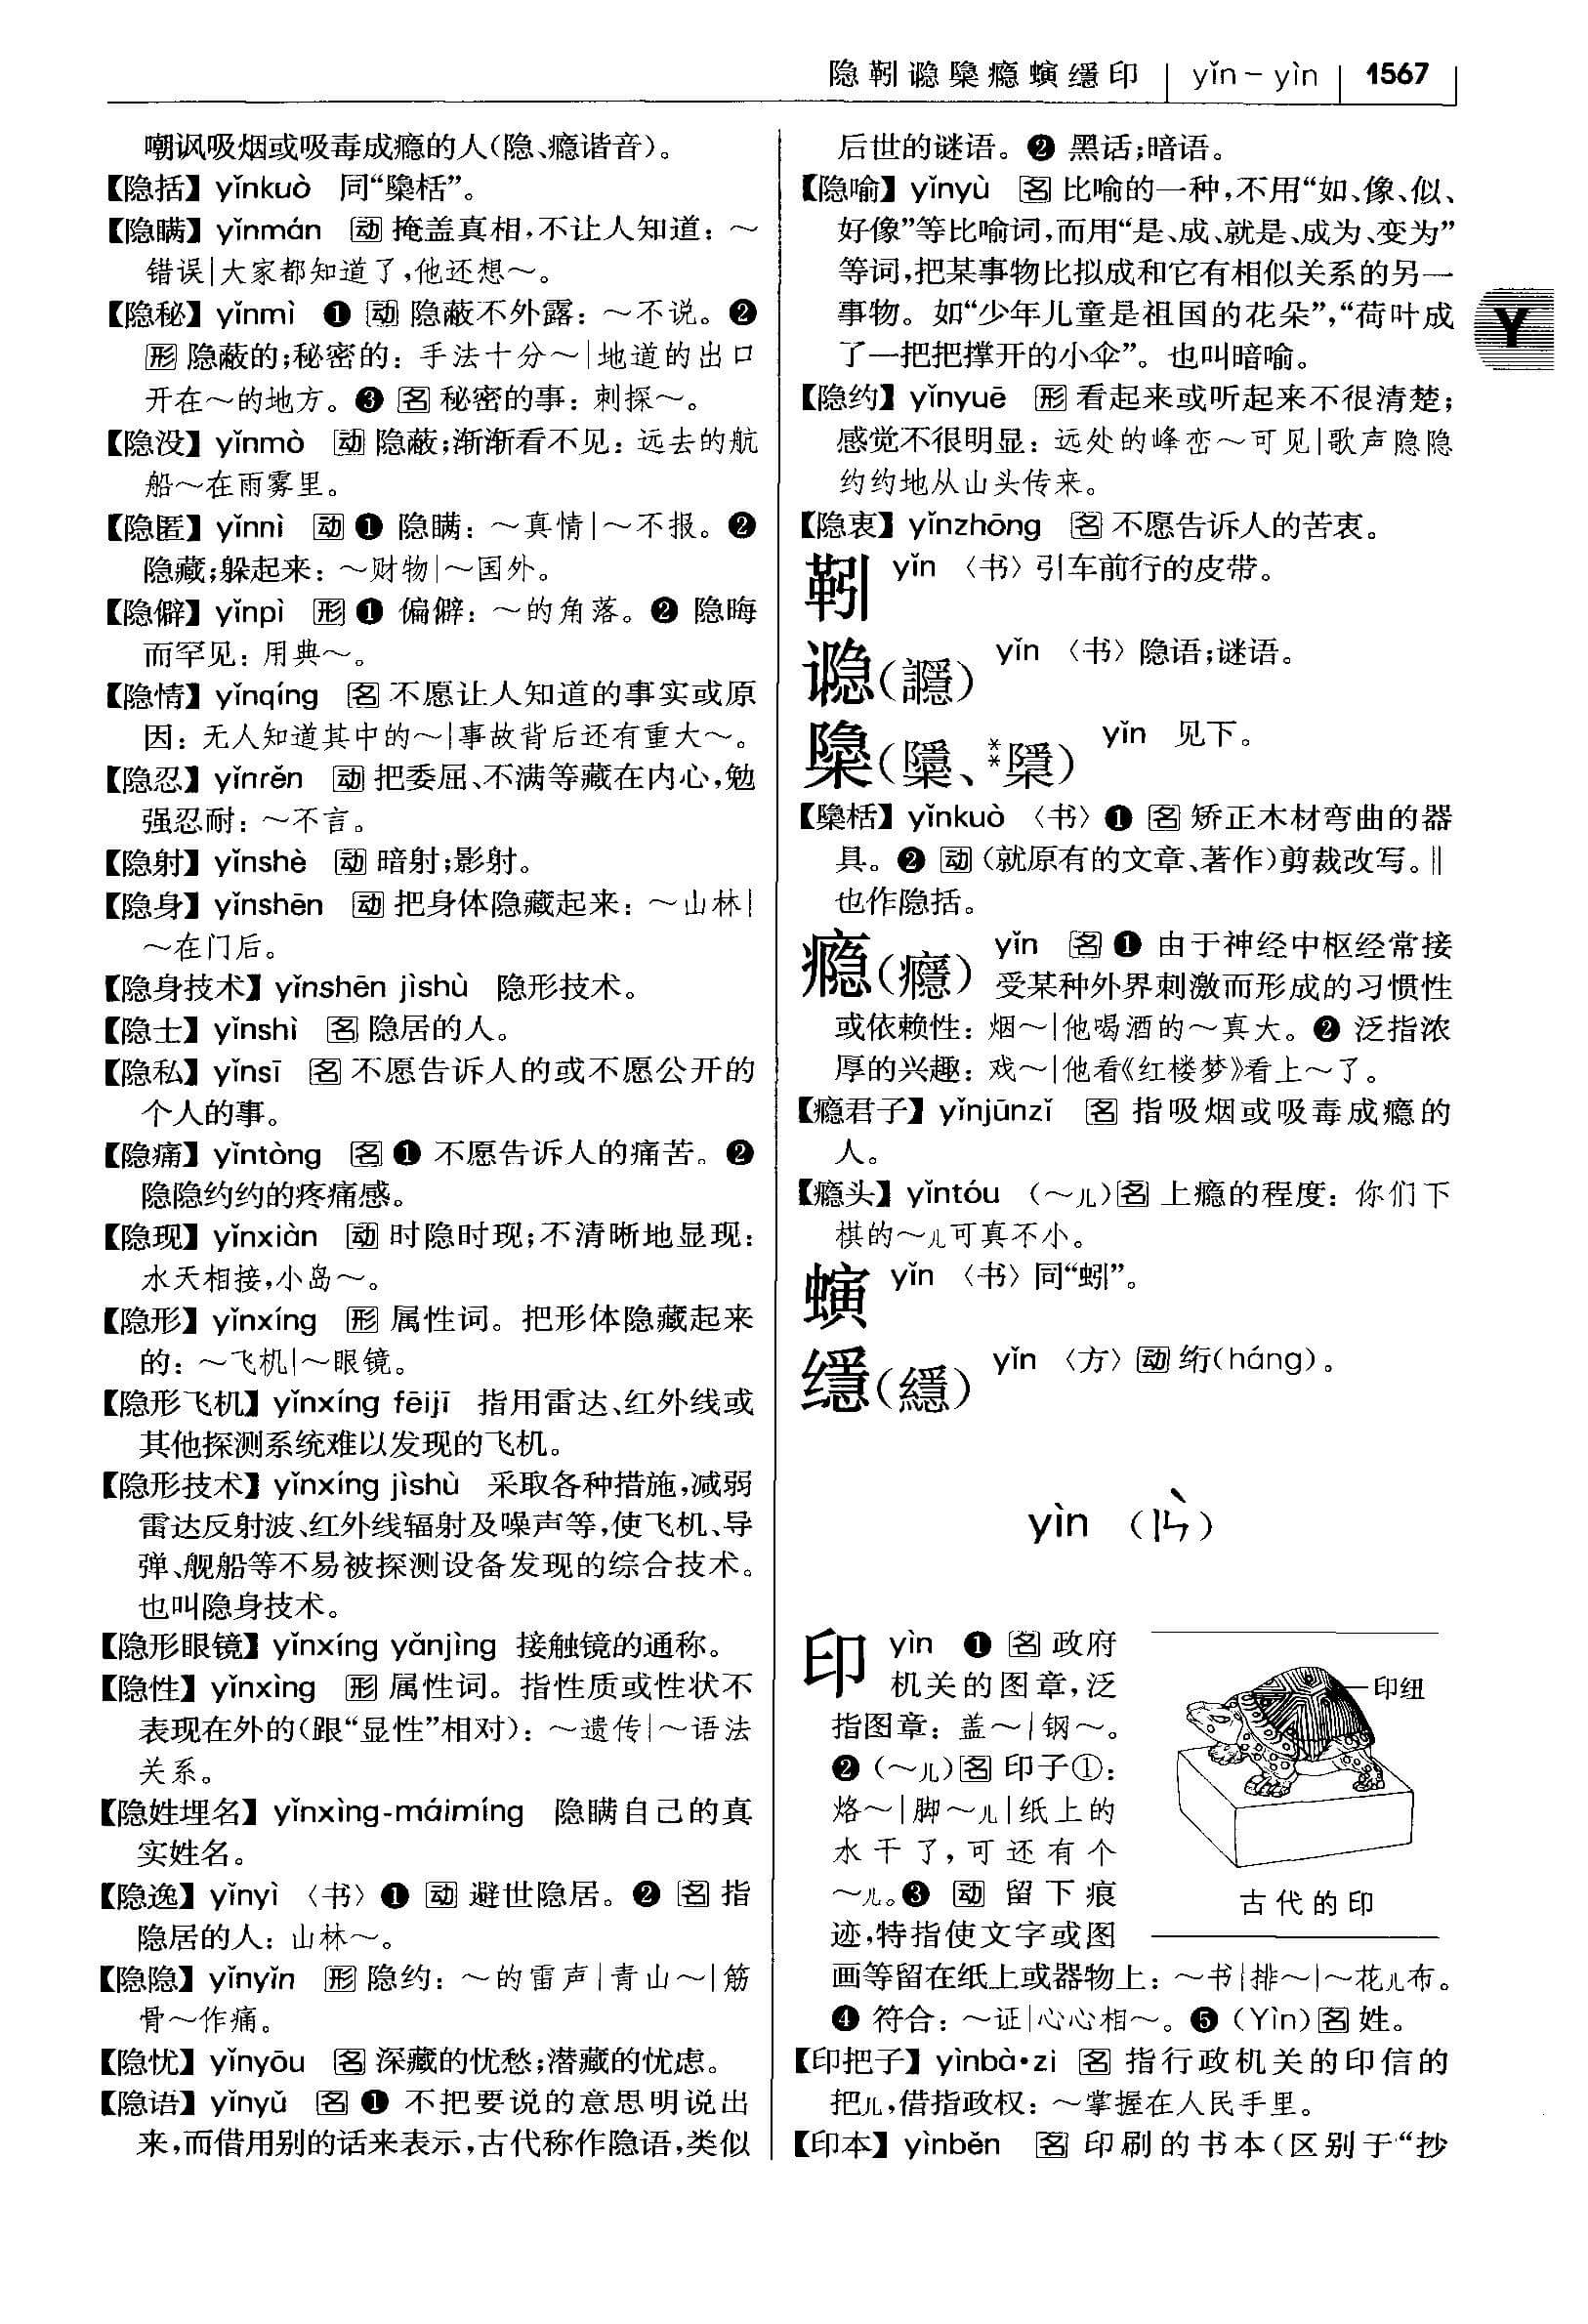 隐靷𬤇檃瘾螾𦈡印 yǐn－yìn 1567
嘲讽吸烟或吸毒成瘾的人(隐、瘾谐音)。
【隐括】yǐnkuò 同“檃栝”。
【隐瞒】yǐnmán 动 掩盖真相,不让人知道：～
错误|大家都知道了,他还想～。
【隐秘】yǐnmì ❶ 动 隐蔽不外露：～不说。❷
形 隐蔽的;秘密的：手法十分～|地道的出口
开在～的地方。❸ 名 秘密的事：刺探～。
【隐没】yǐnmò 动 隐蔽;渐渐看不见：远去的航
船～在雨雾里。
【隐匿】yǐnnì 动 ❶ 隐瞒：～真情|～不报。❷
隐藏;躲起来：～财物|～国外。
【隐僻】yǐnpì 形 ❶ 偏僻：～的角落。❷ 隐晦
而罕见：用典～。
【隐情】yǐnqíng 名 不愿让人知道的事实或原
因：无人知道其中的～|事故背后还有重大～。
【隐忍】yǐnrěn 动 把委屈、不满等藏在内心,勉
强忍耐：～不言。
【隐射】yǐnshè 动 暗射;影射。
【隐身】yǐnshēn 动 把身体隐藏起来：～山林|
～在门后。
【隐身技术】yǐnshēn jìshù 隐形技术。
【隐士】yǐnshì 名 隐居的人。
【隐私】yǐnsī 名 不愿告诉人的或不愿公开的
个人的事。
【隐痛】yǐntòng 名 ❶ 不愿告诉人的痛苦。❷
隐隐约约的疼痛感。
【隐现】yǐnxiàn 动 时隐时现;不清晰地显现：
水天相接,小岛～。
【隐形】yǐnxíng 形 属性词。把形体隐藏起来
的：～飞机|～眼镜。
【隐形飞机】yǐnxíng fēijī 指用雷达、红外线或
其他探测系统难以发现的飞机。
【隐形技术】yǐnxíng jìshù 采取各种措施,减弱
雷达反射波、红外线辐射及噪声等,使飞机、导
弹、舰船等不易被探测设备发现的综合技术。
也叫隐身技术。
【隐形眼镜】yǐnxíng yǎnjìng 接触镜的通称。
【隐性】yǐnxìng 形 属性词。指性质或性状不
表现在外的(跟“显性”相对)：～遗传|～语法
关系。
【隐姓埋名】yǐnxìng-máimíng 隐瞒自己的真
实姓名。
【隐逸】yǐnyì 〈书〉❶ 动 避世隐居。❷ 名 指
隐居的人：山林～。
【隐隐】yǐnyǐn 形 隐约：～的雷声|青山～|筋
骨～作痛。
【隐忧】yǐnyōu 名 深藏的忧愁;潜藏的忧虑。
【隐语】yǐnyǔ 名 ❶ 不把要说的意思明说出
来,而借用别的话来表示,古代称作隐语,类似
后世的谜语。❷ 黑话;暗语。
【隐喻】yǐnyù 名 比喻的一种,不用“如、像、似、
好像”等比喻词,而用“是、成、就是、成为、变为”
等词,把某事物比拟成和它有相似关系的另一
事物。如“少年儿童是祖国的花朵”,“荷叶成
了一把把撑开的小伞”。也叫暗喻。
【隐约】yǐnyuē 形 看起来或听起来不很清楚;
感觉不很明显：远处的峰峦～可见|歌声隐隐
约约地从山头传来。
【隐衷】yǐnzhōng 名 不愿告诉人的苦衷。
靷 yǐn 〈书〉引车前行的皮带。
𬤇(讔) yǐn 〈书〉隐语;谜语。
檃(櫽、**檃) yǐn 见下。
【檃栝】yǐnkuò 〈书〉❶ 名 矫正木材弯曲的器
具。❷ 动 (就原有的文章、著作)剪裁改写。‖
也作隐括。
瘾(癮) yǐn 名 ❶ 由于神经中枢经常接
受某种外界刺激而形成的习惯性
或依赖性：烟～|他喝酒的～真大。❷ 泛指浓
厚的兴趣：戏～|他看《红楼梦》看上～了。
【瘾君子】yǐnjūnzǐ 名 指吸烟或吸毒成瘾的
人。
【瘾头】yǐntóu (～儿)名 上瘾的程度：你们下
棋的～儿可真不小。
螾 yǐn 〈书〉同“蚓”。
𦈡(繶) yǐn 〈方〉动 绗(háng)。
Y
yìn (ㄧㄣˋ)
印 yìn ❶ 名 政府
机关的图章,泛
指图章：盖～|钢～。
❷ (～儿)名 印子①：
烙～|脚～儿|纸上的
水干了,可还有个
～儿。❸ 动 留下痕
迹,特指使文字或图
画等留在纸上或器物上：～书|排～|～花儿布。
❹ 符合：～证|心心相～。❺ (Yìn)名 姓。
印纽
古代的印
【印把子】yìnbà·zi 名 指行政机关的印信的
把儿,借指政权：～掌握在人民手里。
【印本】yìnběn 名 印刷的书本(区别于“抄